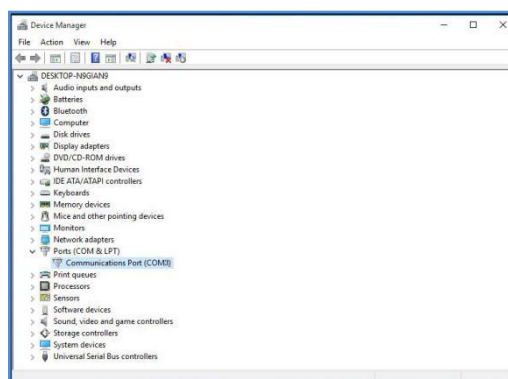 Device Manager
File Action View Help
DESKTOP-N9GIAN9
Audio inputs and outputs
Batteries
Bluetooth
Computer
Disk drives
Display adapters
DVD/CD-ROM drives
Human Interface Devices
IDE ATA/ATAPI controllers
Keyboards
Memory devices
Mice and other pointing devices
Monitors
Network adapters
Ports (COM & LPT)
Communications Port (COM3)
Print queues
Processors
Sensors
Software devices
Sound, video and game controllers
Storage controllers
System devices
Universal Serial Bus controllers